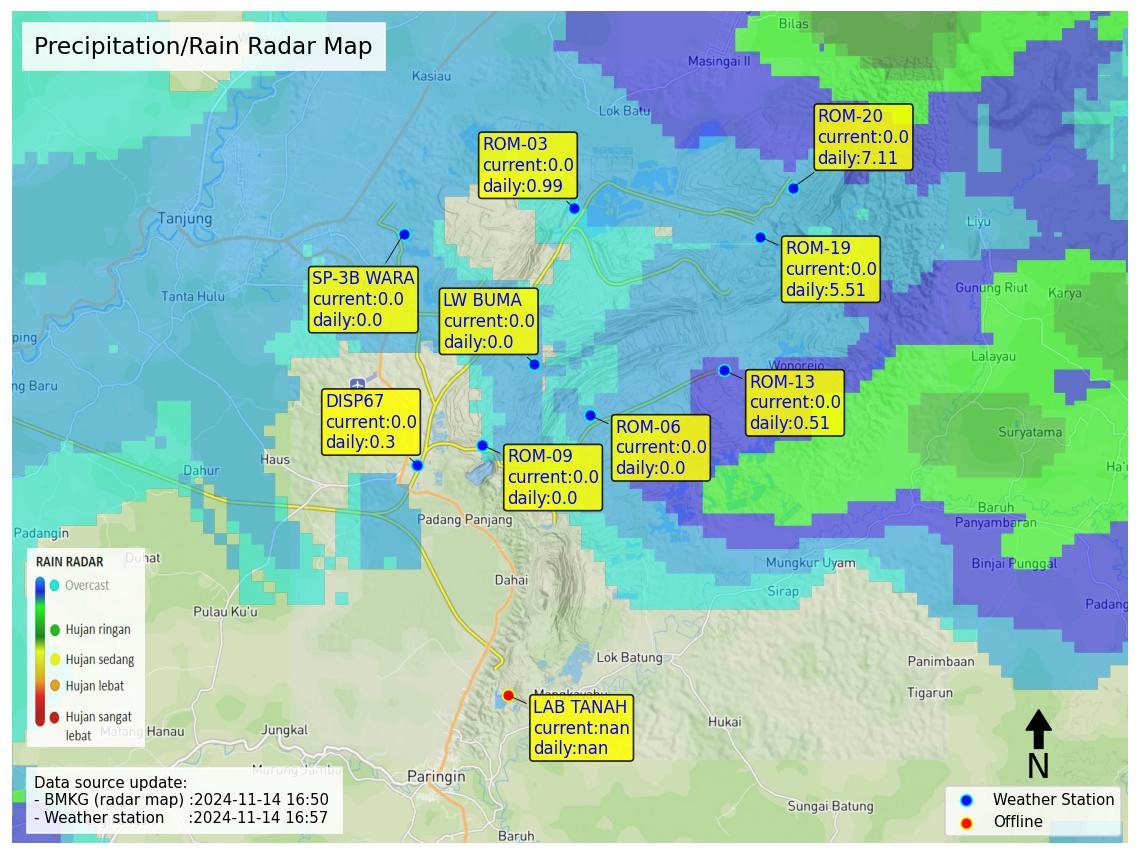 Precipitation/Rain Radar Map
Bilas
Masingai II
Kasiau
Lok Batu
ROM-20
current:0.0
daily:7.11
ROM-03
current:0.0
daily:0.99
Tanjung
Liyu
ROM-19
current:0.0
daily:5.51
SP-3B WARA
current:0.0
daily:0.0
Tanta Hulu
LW BUMA
current:0.0
daily:0.0
Gunung Riut
Karya
ping
ng Baru
Lalayau
Wonorejo
ROM-13
current:0.0
daily:0.51
DISP67
current:0.0
daily:0.3
ROM-06
current:0.0
daily:0.0
Suryatama
ROM-09
current:0.0
daily:0.0
Haus
Dahur
Ha'u
Padang Panjang
Baruh
Panyambaran
Padangin
Duhat
Mungkur Uyam
Binjai Punggal
Dahai
Sirap
Padang
RAIN RADAR
Overcast
Hujan ringan
Hujan sedang
Hujan lebat
Hujan sangat
lebat
Pulau Ku'u
Lok Batung
Panimbaan
Tigarun
Mangkayahu
LAB TANAH
current:nan
daily:nan
Matang Hanau
Jungkal
Hukai
Murung Jambu
Paringin
N
Sungai Batung
Baruh
Data source update:
- BMKG (radar map) :2024-11-14 16:50
- Weather station :2024-11-14 16:57
Weather Station
Offline